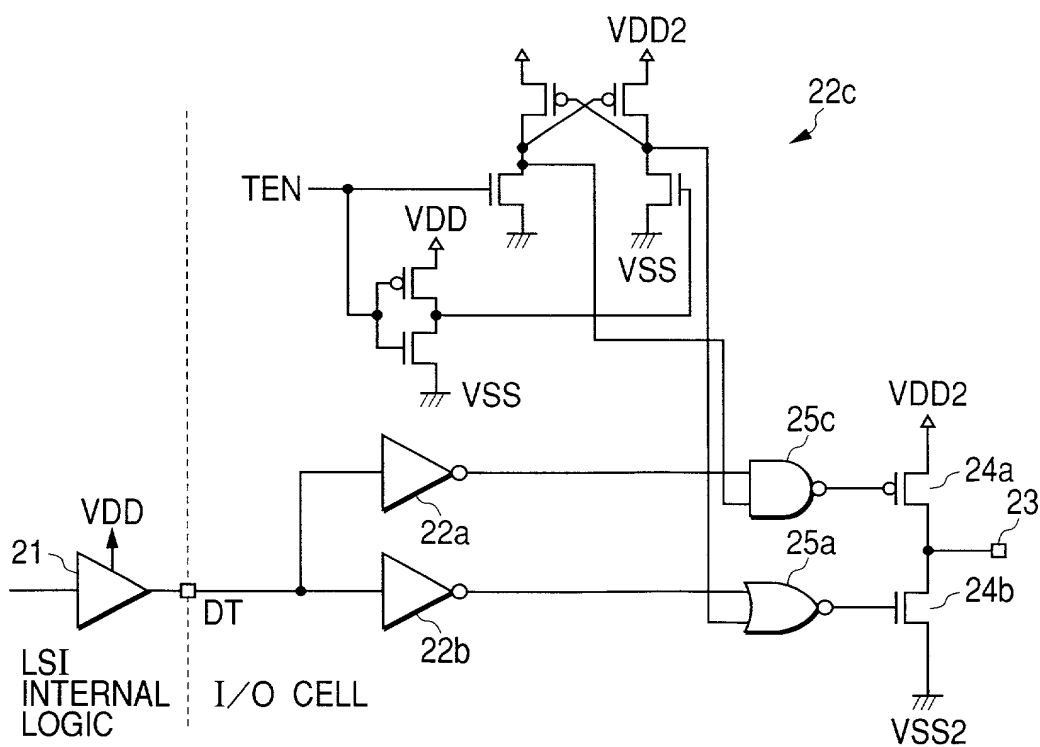 VDD2
22c
TEN
VDD
VSS
VSS
VDD2
25c
24a
23
22a
VDD
21
25a
24b
DT
22b
LSI
INTERNAL
LOGIC
I/O CELL
VSS2